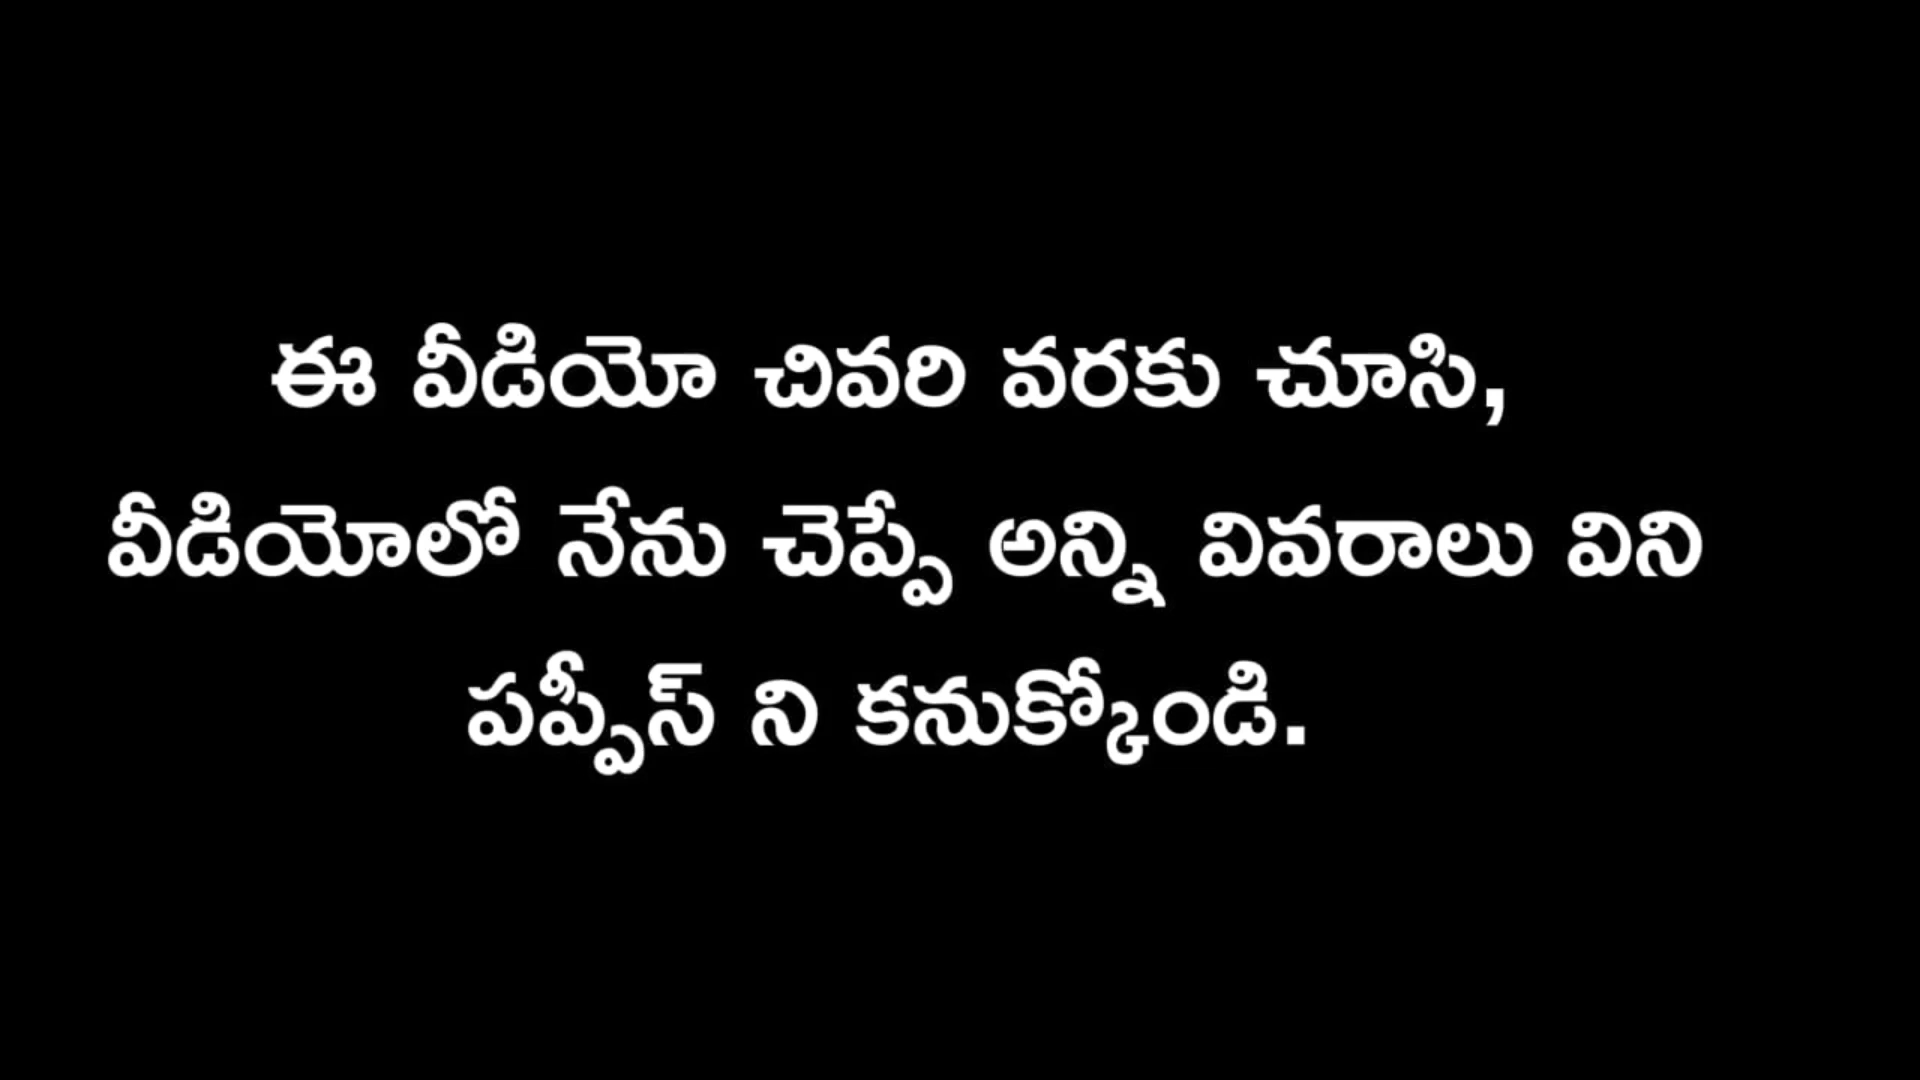 ఈ వీడియో చివరి వరకు చూసి,
వీడియోలో నేను చెప్పే అన్ని వివరాలు విని
పప్పీస్ ని కనుక్కోండి.